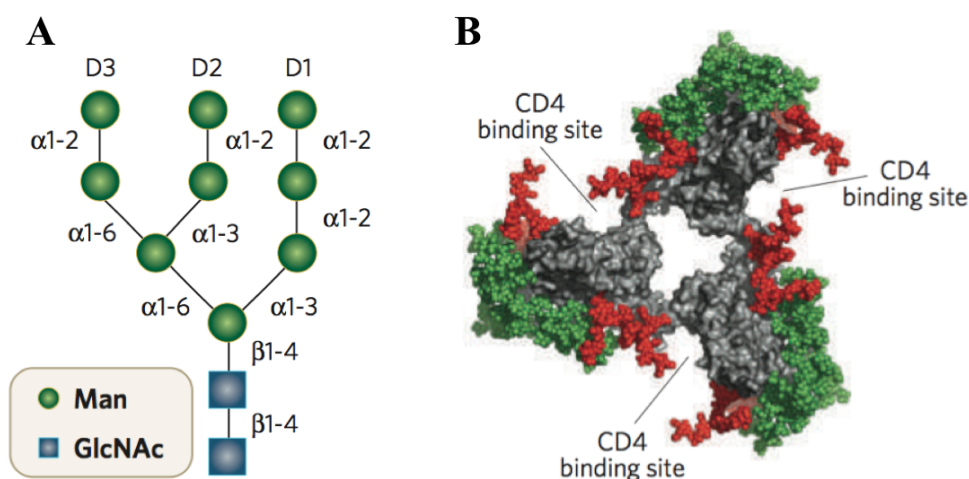 A
D3 D2 D1
α1-2 α1-2 α1-2
α1-6 α1-3 α1-2
α1-6 α1-3
β1-4
β1-4
Man
GlcNAc
B
CD4
binding site
CD4
binding site
CD4
binding site